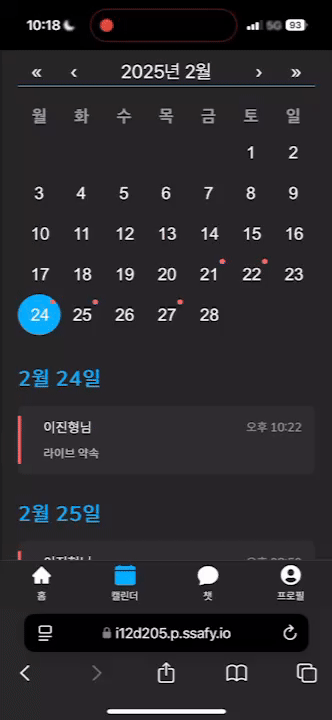 10:18
5G 93
« ‹ 2025년 2월 › »
월 화 수 목 금 토 일
1 2
3 4 5 6 7 8 9
10 11 12 13 14 15 16
17 18 19 20 21 22 23
24 25 26 27 28
2월 24일
이진형님 오후 10:22
라이브 약속
2월 25일
홈 캘린더 챗 프로필
i12d205.p.ssafy.io